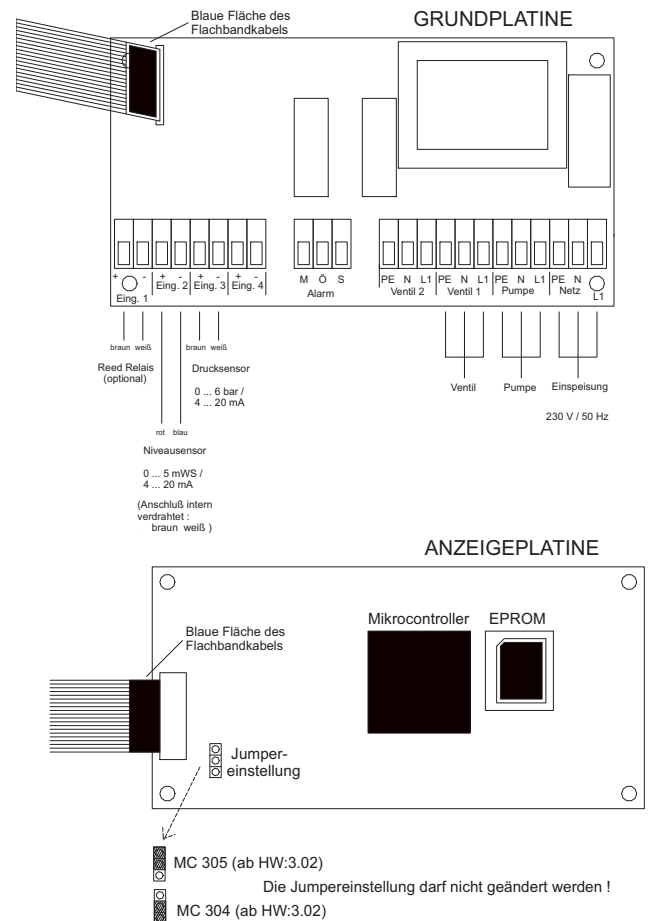 Blaue Fläche des
Flachbandkabels
GRUNDPLATINE
+ - + - + - + -
Eing. 1 Eing. 2 Eing. 3 Eing. 4
M Ö S
Alarm
PE N L1 PE N L1 PE N L1 PE N L1
Ventil 2 Ventil 1 Pumpe Netz
braun weiß braun weiß
Reed Relais
(optional)
Drucksensor
0 ... 6 bar /
4 ... 20 mA
Ventil Pumpe Einspeisung
230 V / 50 Hz
rot blau
Niveausensor
0 ... 5 mWS /
4 ... 20 mA
(Anschluß intern
verdrahtet :
braun weiß )
ANZEIGEPLATINE
Mikrocontroller EPROM
Blaue Fläche des
Flachbandkabels
Jumper-
einstellung
MC 305 (ab HW:3.02)
Die Jumpereinstellung darf nicht geändert werden !
MC 304 (ab HW:3.02)